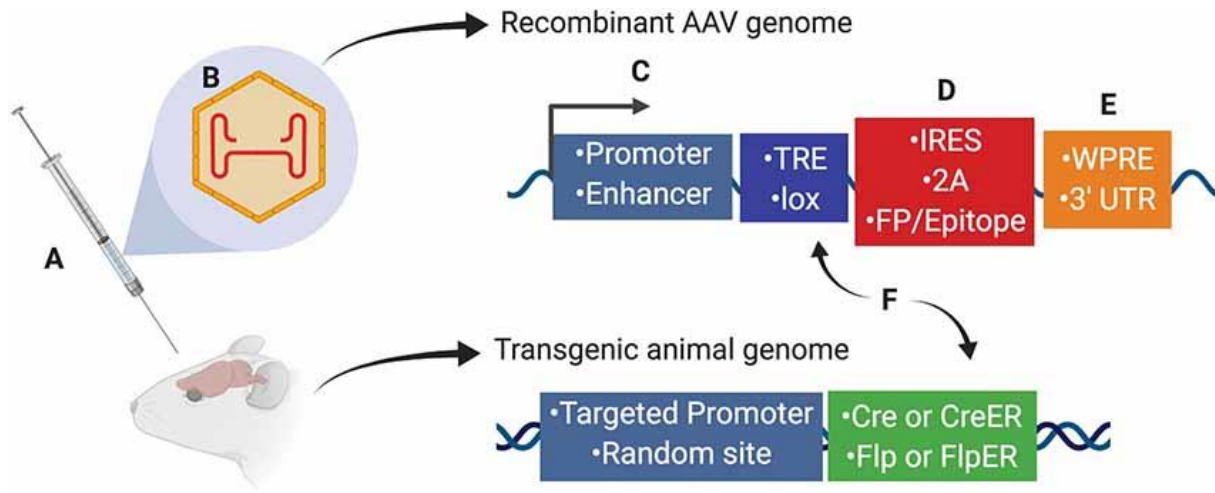 Recombinant AAV genome
B
C
D
E
•Promoter
•Enhancer
•TRE
•lox
•IRES
•2A
•FP/Epitope
•WPRE
•3' UTR
A
F
Transgenic animal genome
•Targeted Promoter
•Random site
•Cre or CreER
•Flp or FlpER